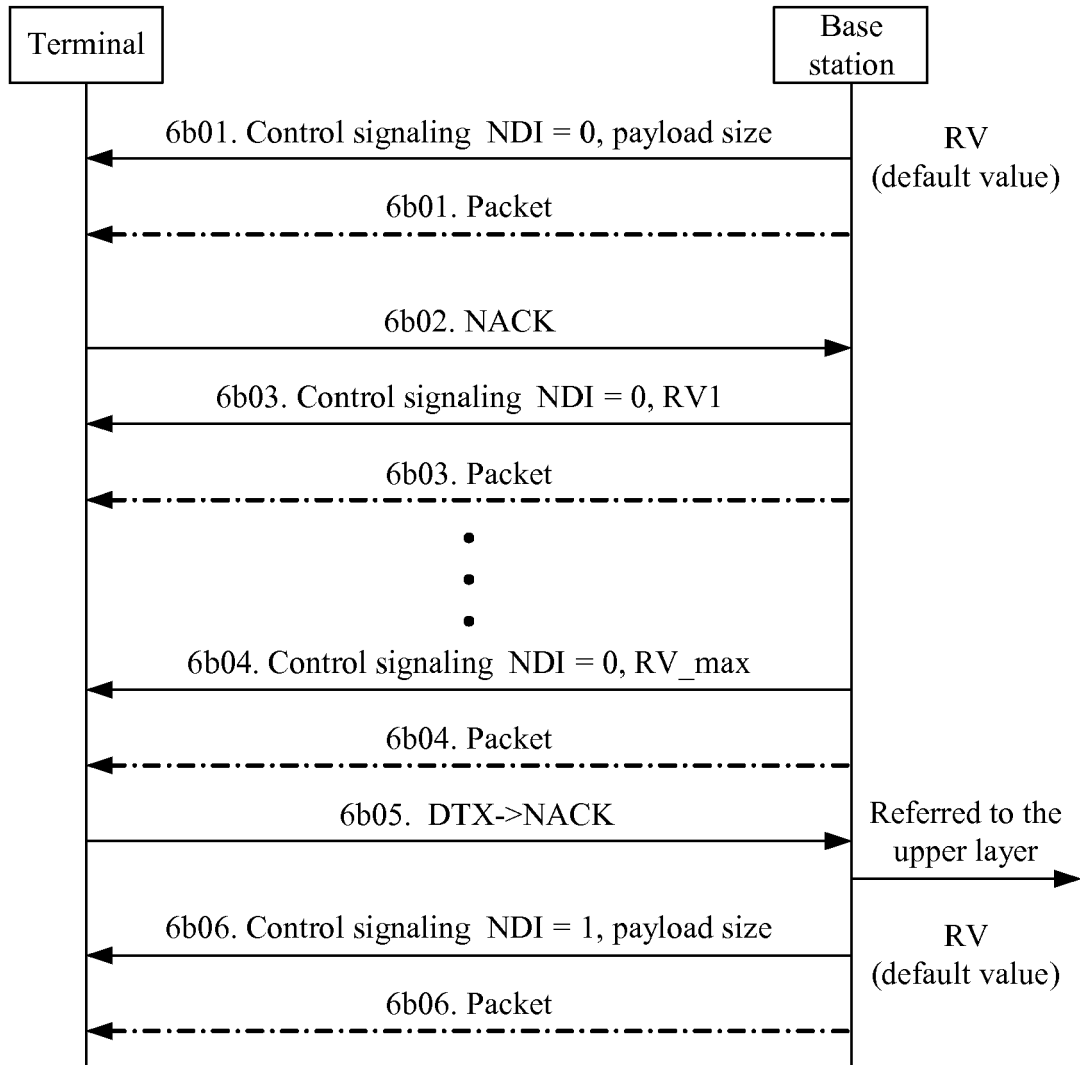 Terminal
Base
station
6b01. Control signaling NDI = 0, payload size
RV
(default value)
6b01. Packet
6b02. NACK
6b03. Control signaling NDI = 0, RV1
6b03. Packet
6b04. Control signaling NDI = 0, RV_max
6b04. Packet
6b05. DTX->NACK
Referred to the
upper layer
6b06. Control signaling NDI = 1, payload size
RV
(default value)
6b06. Packet